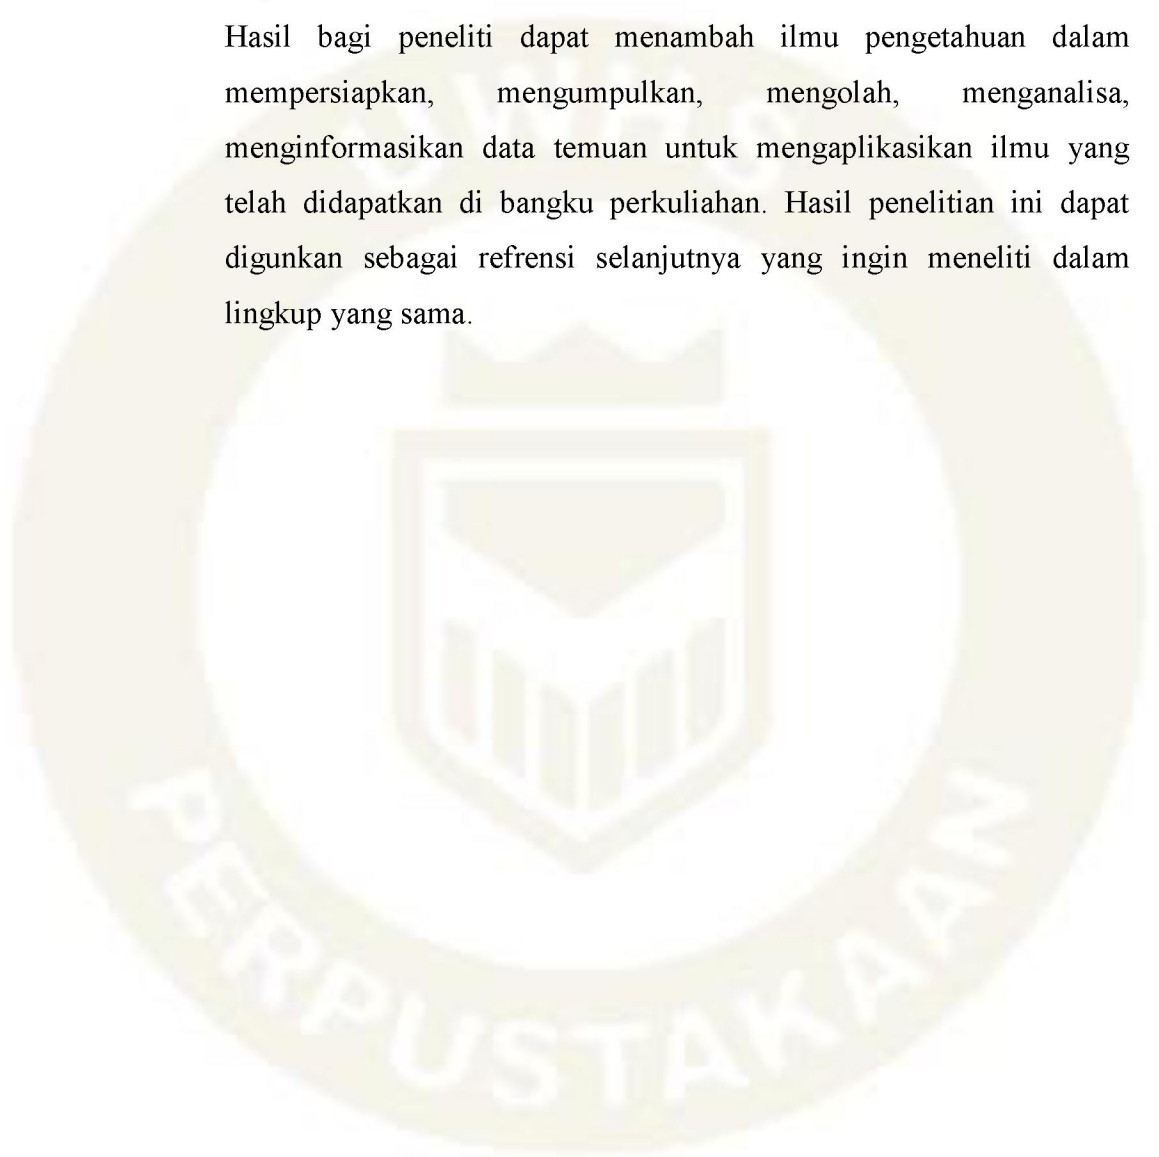 Hasil bagi peneliti dapat menambah ilmu pengetahuan dalam
mempersiapkan, mengumpulkan, mengolah, menganalisa,
menginformasikan data temuan untuk mengaplikasikan ilmu yang
telah didapatkan di bangku perkuliahan. Hasil penelitian ini dapat
digunkan sebagai refrensi selanjutnya yang ingin meneliti dalam
lingkup yang sama.
UWHS
PERPUSTAKAAN